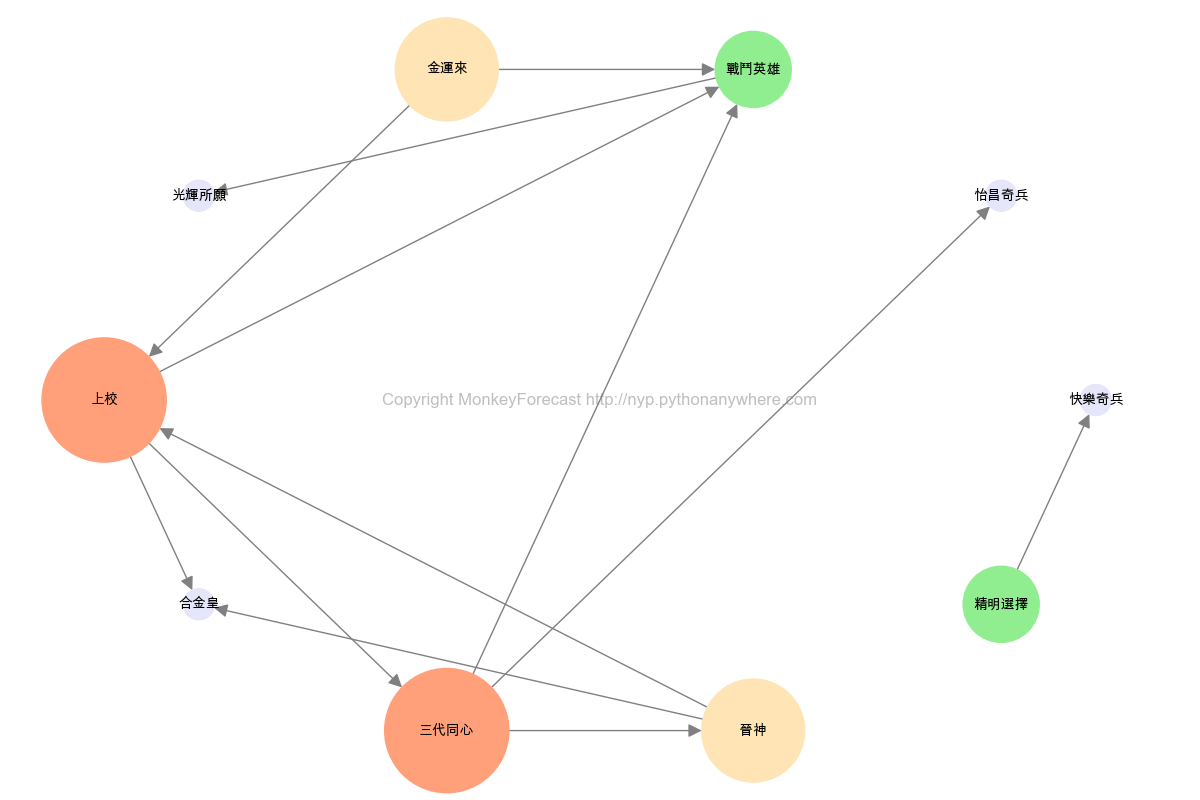 金運來
戰鬥英雄
光輝所願
怡昌奇兵
上校
Copyright MonkeyForecast http://nyp.pythonanywhere.com
快樂奇兵
合金皇
精明選擇
三代同心
晉神